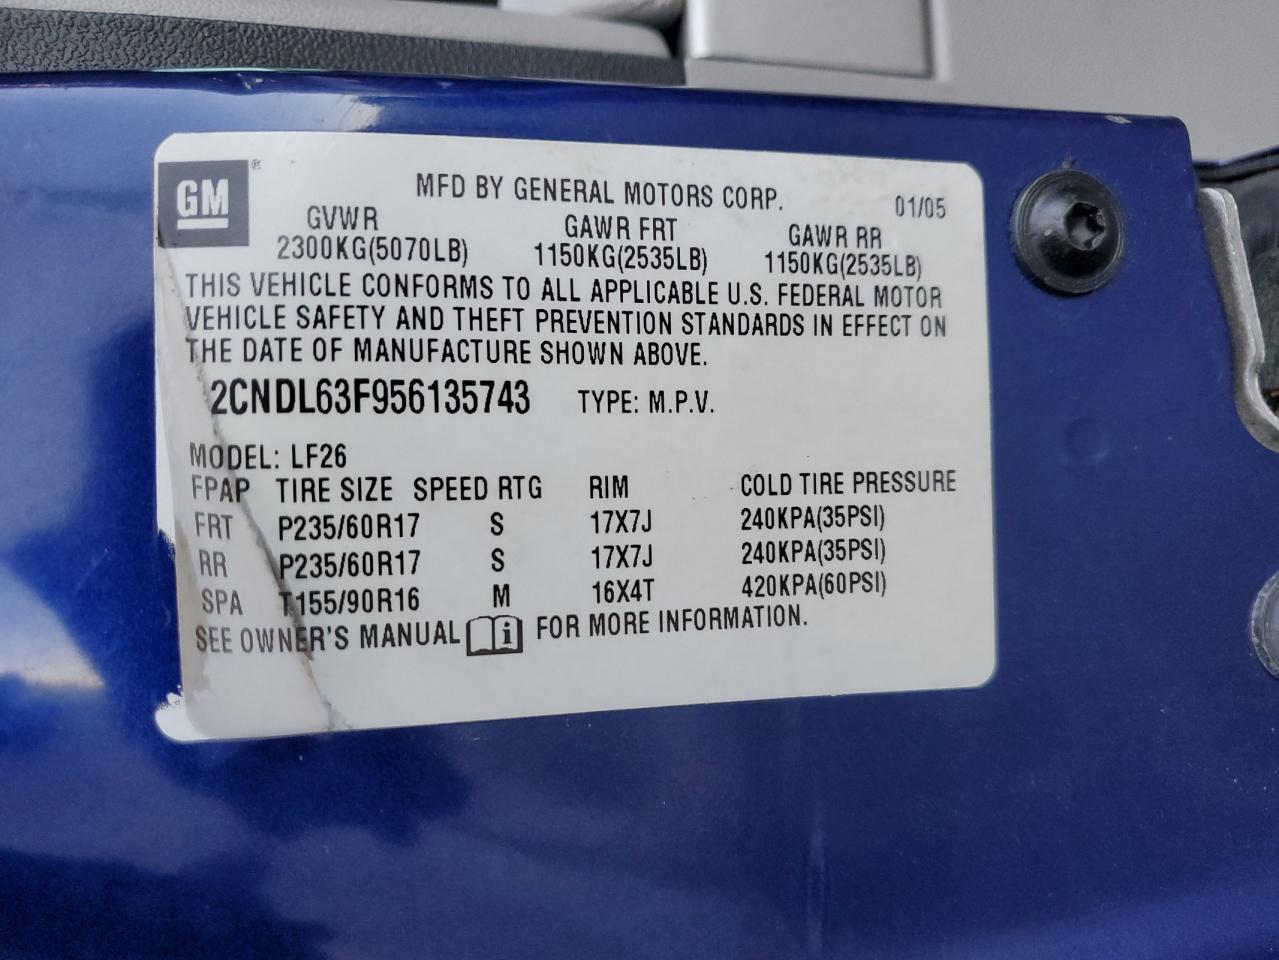 GM ®
MFD BY GENERAL MOTORS CORP. 01/05
GVWR GAWR FRT GAWR RR
2300KG(5070LB) 1150KG(2535LB) 1150KG(2535LB)
THIS VEHICLE CONFORMS TO ALL APPLICABLE U.S. FEDERAL MOTOR
VEHICLE SAFETY AND THEFT PREVENTION STANDARDS IN EFFECT ON
THE DATE OF MANUFACTURE SHOWN ABOVE.
2CNDL63F956135743 TYPE: M.P.V.
MODEL: LF26
FPAP TIRE SIZE SPEED RTG RIM COLD TIRE PRESSURE
FRT P235/60R17 S 17X7J 240KPA(35PSI)
RR P235/60R17 S 17X7J 240KPA(35PSI)
SPA T155/90R16 M 16X4T 420KPA(60PSI)
SEE OWNER'S MANUAL i FOR MORE INFORMATION.